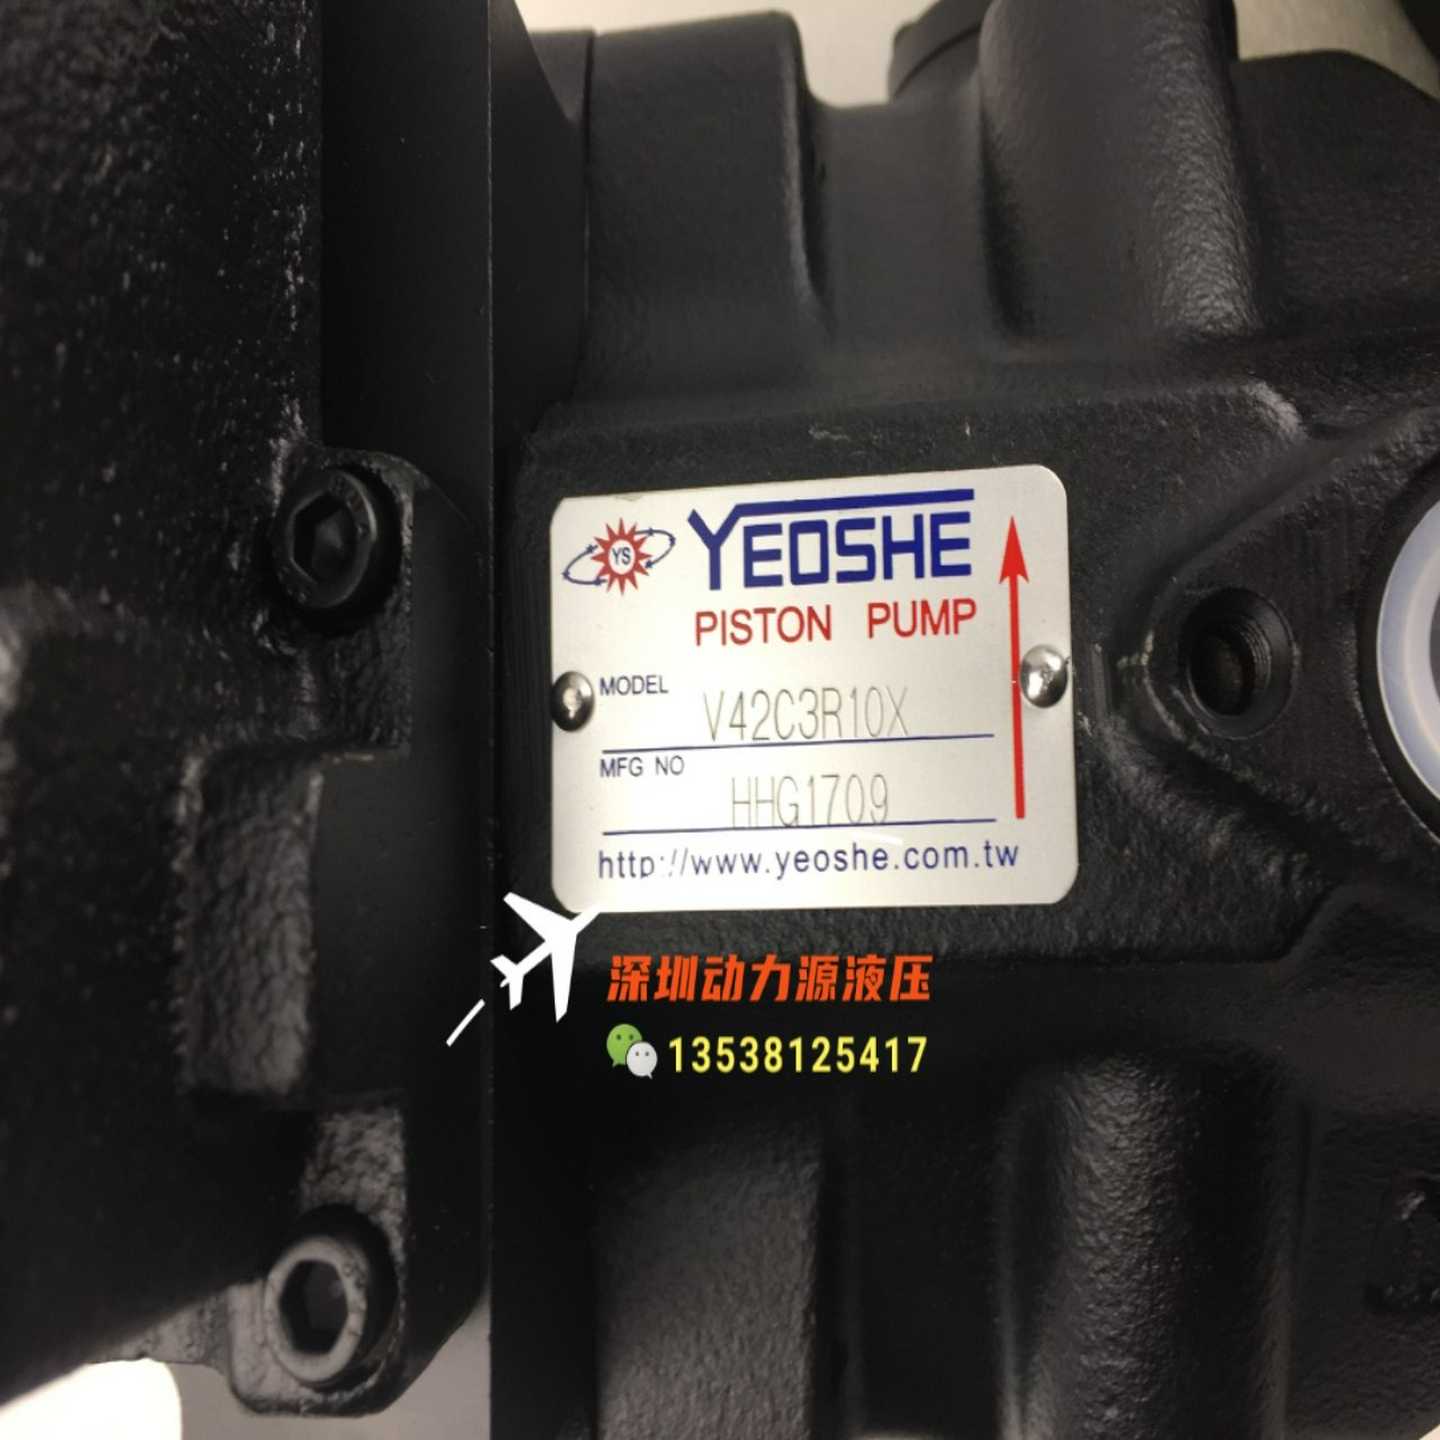 YS
YEOSHE
PISTON PUMP
MODEL V42C3R10X
MFG NO HHG1709
http://www.yeoshe.com.tw
深圳动力源液压
13538125417